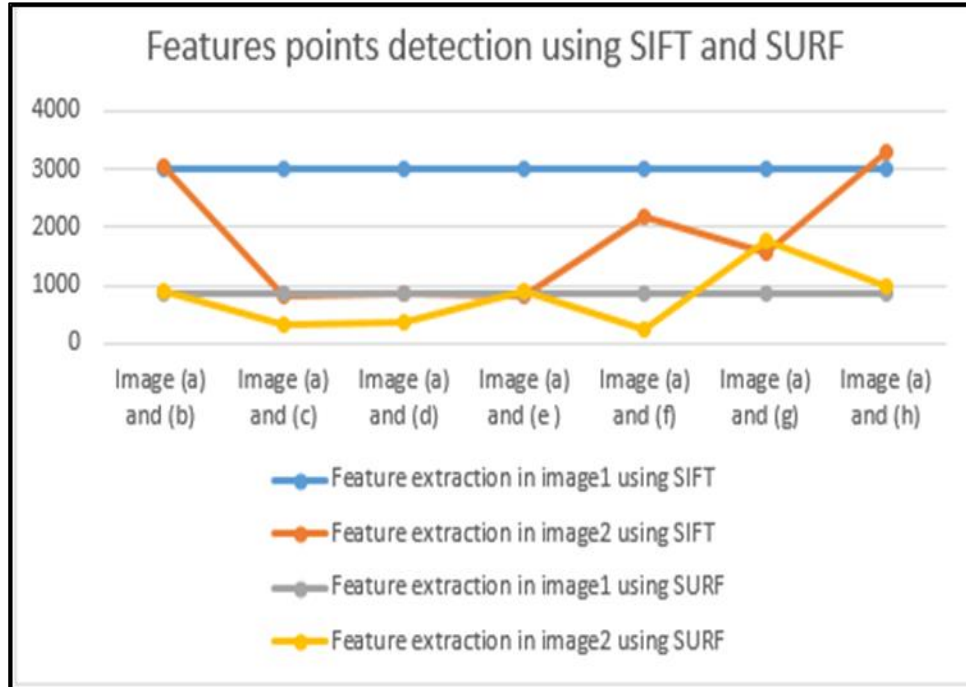 Features points detection using SIFT and SURF
4000
3000
2000
1000
0
Image (a) and (b)
Image (a) and (c)
Image (a) and (d)
Image (a) and (e )
Image (a) and (f)
Image (a) and (g)
Image (a) and (h)
Feature extraction in image1 using SIFT
Feature extraction in image2 using SIFT
Feature extraction in image1 using SURF
Feature extraction in image2 using SURF